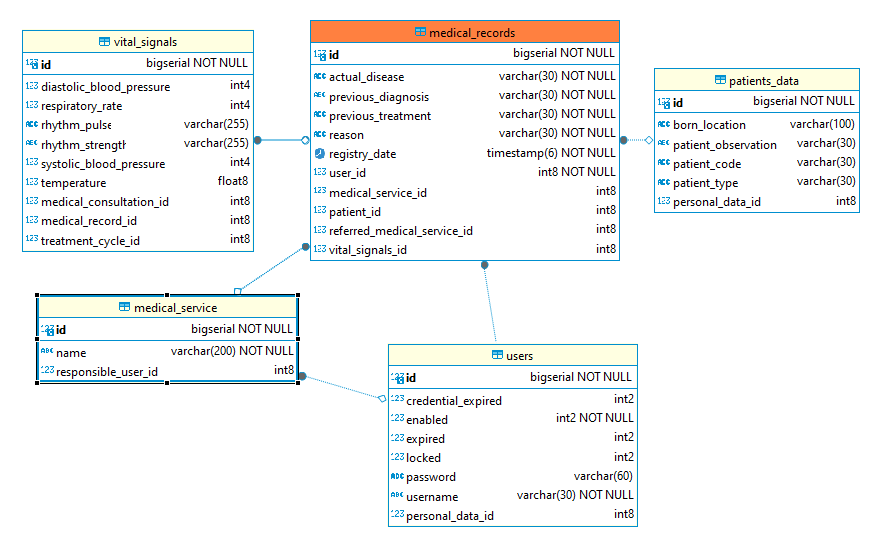 vital_signals
id bigserial NOT NULL
diastolic_blood_pressure int4
respiratory_rate int4
rhythm_pulse varchar(255)
rhythm_strength varchar(255)
systolic_blood_pressure int4
temperature float8
medical_consultation_id int8
medical_record_id int8
treatment_cycle_id int8
medical_records
id bigserial NOT NULL
actual_disease varchar(30) NOT NULL
previous_diagnosis varchar(30) NOT NULL
previous_treatment varchar(30) NOT NULL
reason varchar(30) NOT NULL
registry_date timestamp(6) NOT NULL
user_id int8 NOT NULL
medical_service_id int8
patient_id int8
referred_medical_service_id int8
vital_signals_id int8
patients_data
id bigserial NOT NULL
born_location varchar(100)
patient_observation varchar(30)
patient_code varchar(30)
patient_type varchar(30)
personal_data_id int8
medical_service
id bigserial NOT NULL
name varchar(200) NOT NULL
responsible_user_id int8
users
id bigserial NOT NULL
credential_expired int2
enabled int2 NOT NULL
expired int2
locked int2
password varchar(60)
username varchar(30) NOT NULL
personal_data_id int8